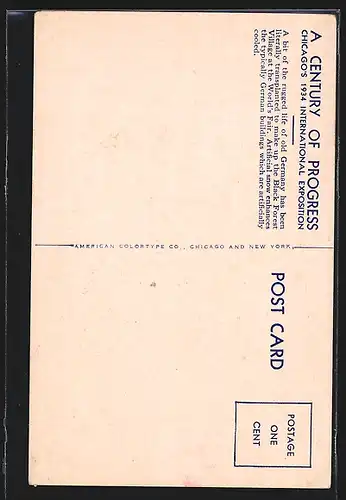 A CENTURY OF PROGRESS
CHICAGO'S 1934 INTERNATIONAL EXPOSITION
A bit of the rugged life of old Germany has been
literally transplanted to make up the Black Forest
Village at the World's Fair. Artificial snow enhances
the typically German buildings which are artificially
cooled.
AMERICAN COLORTYPE CO., CHICAGO AND NEW YORK
POST CARD
POSTAGE
ONE
CENT